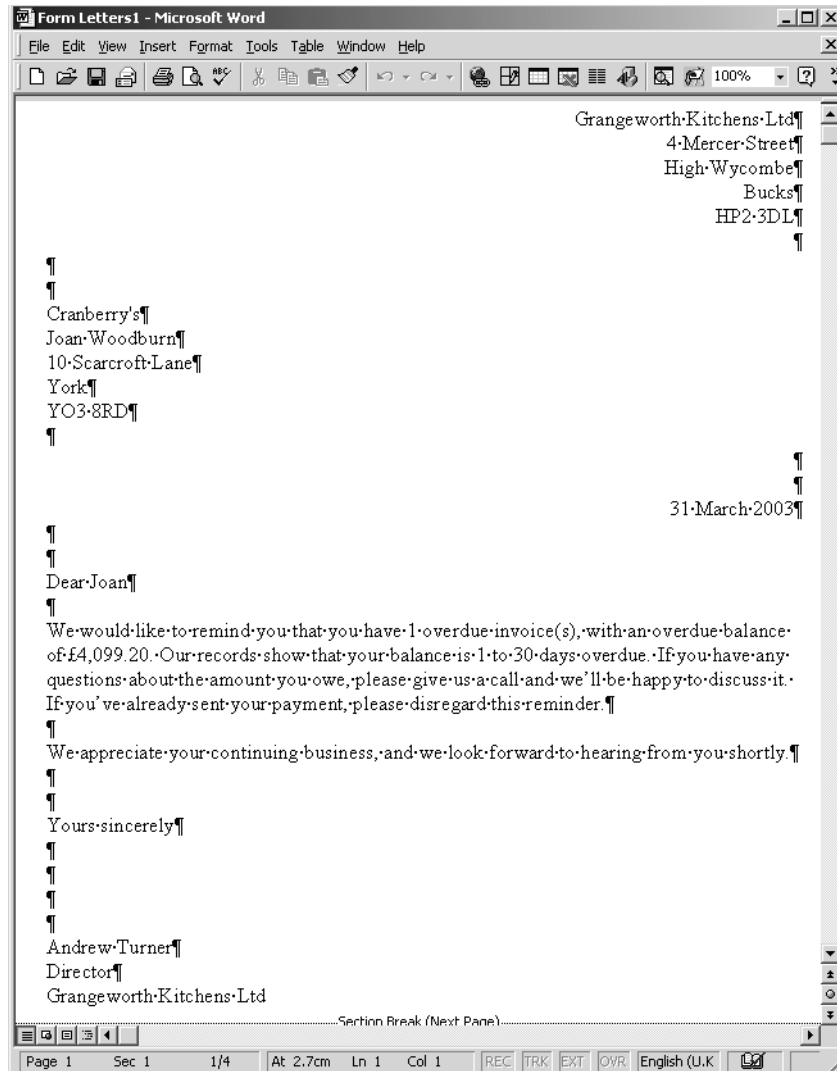 Form Letters1 - Microsoft Word
File Edit View Insert Format Tools Table Window Help
ABC 100%
Grangeworth·Kitchens·Ltd¶
4·Mercer·Street¶
High·Wycombe¶
Bucks¶
HP2·3DL¶
¶
¶
¶
Cranberry's¶
Joan·Woodburn¶
10·Scarcroft·Lane¶
York¶
YO3·8RD¶
¶
¶
¶
31·March·2003¶
¶
¶
Dear·Joan¶
¶
We·would·like·to·remind·you·that·you·have·1·overdue·invoice(s),·with·an·overdue·balance·
of·£4,099.20.·Our·records·show·that·your·balance·is·1·to·30·days·overdue.·If·you·have·any·
questions·about·the·amount·you·owe,·please·give·us·a·call·and·we’ll·be·happy·to·discuss·it.·
If·you’ve·already·sent·your·payment,·please·disregard·this·reminder.¶
¶
We·appreciate·your·continuing·business,·and·we·look·forward·to·hearing·from·you·shortly.¶
¶
¶
Yours·sincerely¶
¶
¶
¶
¶
Andrew·Turner¶
Director¶
Grangeworth·Kitchens·Ltd
Section Break (Next Page)
Page 1 Sec 1 1/4 At 2.7cm Ln 1 Col 1 REC TRK EXT OVR English (U.K